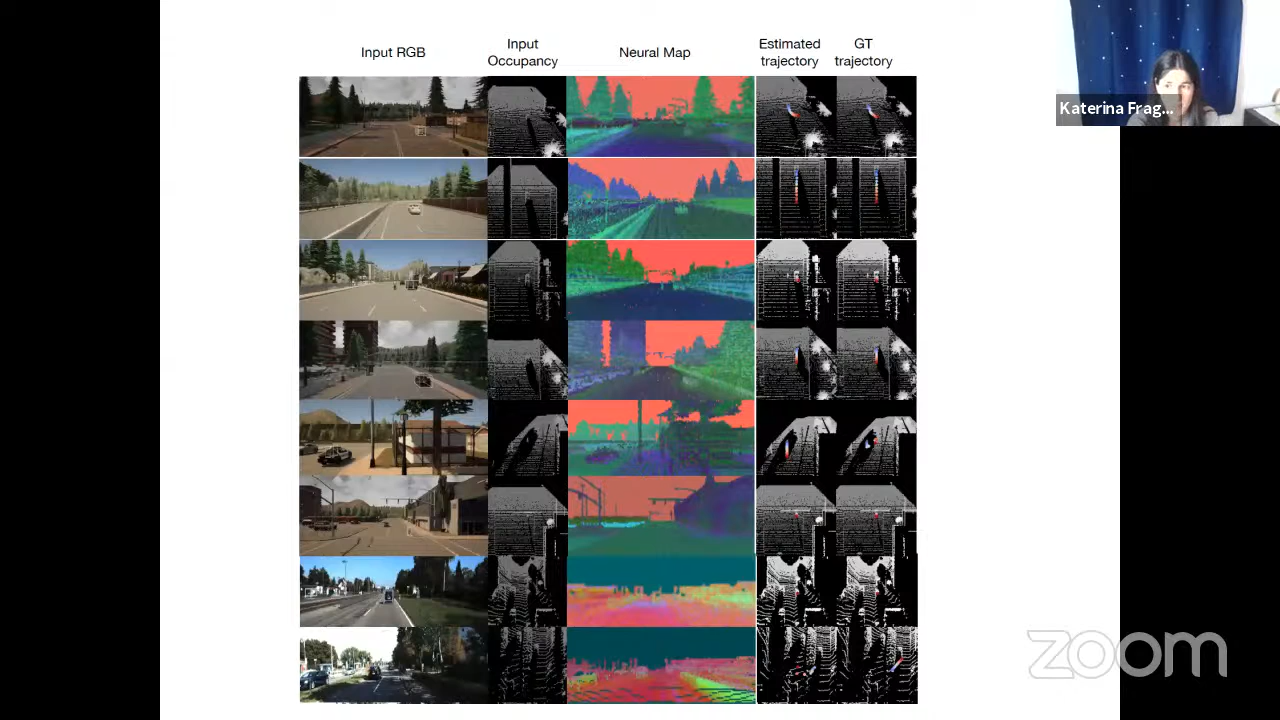 Input RGB
Input
Occupancy
Neural Map
Estimated
trajectory
GT
trajectory
Katerina Frag...
zoom